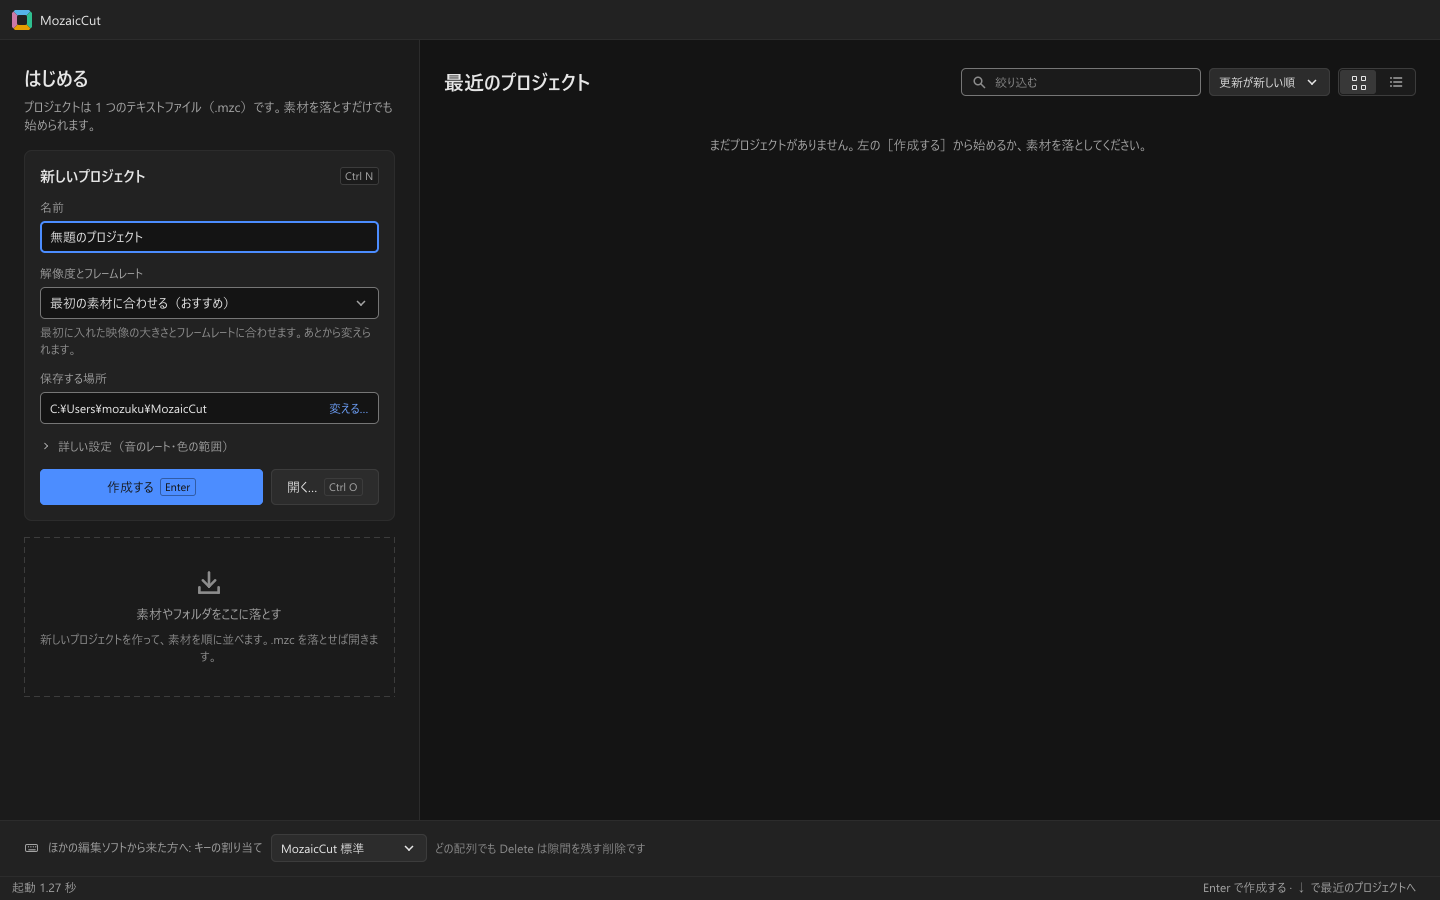 MozaicCut
はじめる
プロジェクトは 1 つのテキストファイル（.mzc）です。素材を落とすだけでも
始められます。
新しいプロジェクト
Ctrl N
名前
無題のプロジェクト
解像度とフレームレート
最初の素材に合わせる（おすすめ）
最初に入れた映像の大きさとフレームレートに合わせます。あとから変えら
れます。
保存する場所
C:¥Users¥mozuku¥MozaicCut
変える...
詳しい設定（音のレート・色の範囲）
作成する Enter
開く... Ctrl O
素材やフォルダをここに落とす
新しいプロジェクトを作って、素材を順に並べます。.mzc を落とせば開きま
す。
最近のプロジェクト
絞り込む
更新が新しい順
まだプロジェクトがありません。左の［作成する］から始めるか、素材を落としてください。
ほかの編集ソフトから来た方へ: キーの割り当て
MozaicCut 標準
どの配列でも Delete は隙間を残す削除です
起動 1.27 秒
Enter で作成する · ↓ で最近のプロジェクトへ